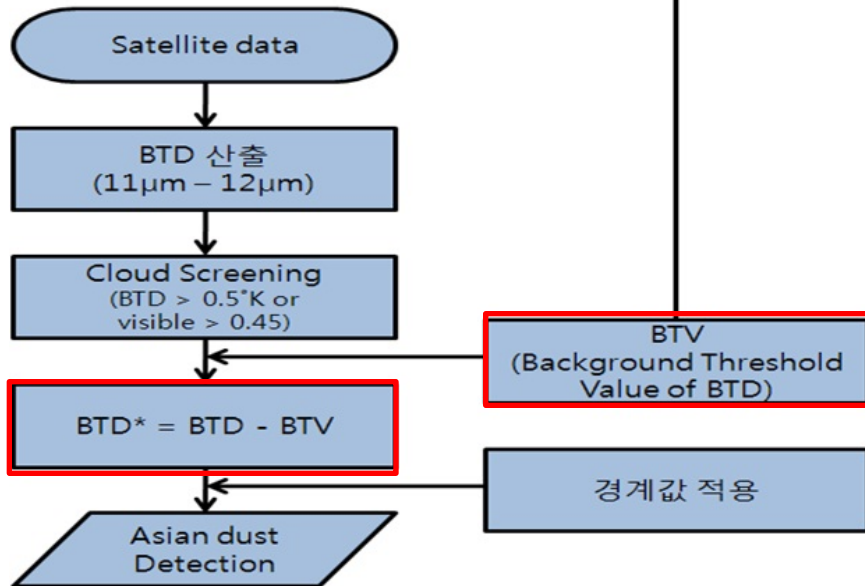 Satellite data
BTD 산출
(11μm – 12μm)
Cloud Screening
(BTD > 0.5˚K or
visible > 0.45)
BTV
(Background Threshold
Value of BTD)
BTD* = BTD - BTV
경계값 적용
Asian dust
Detection